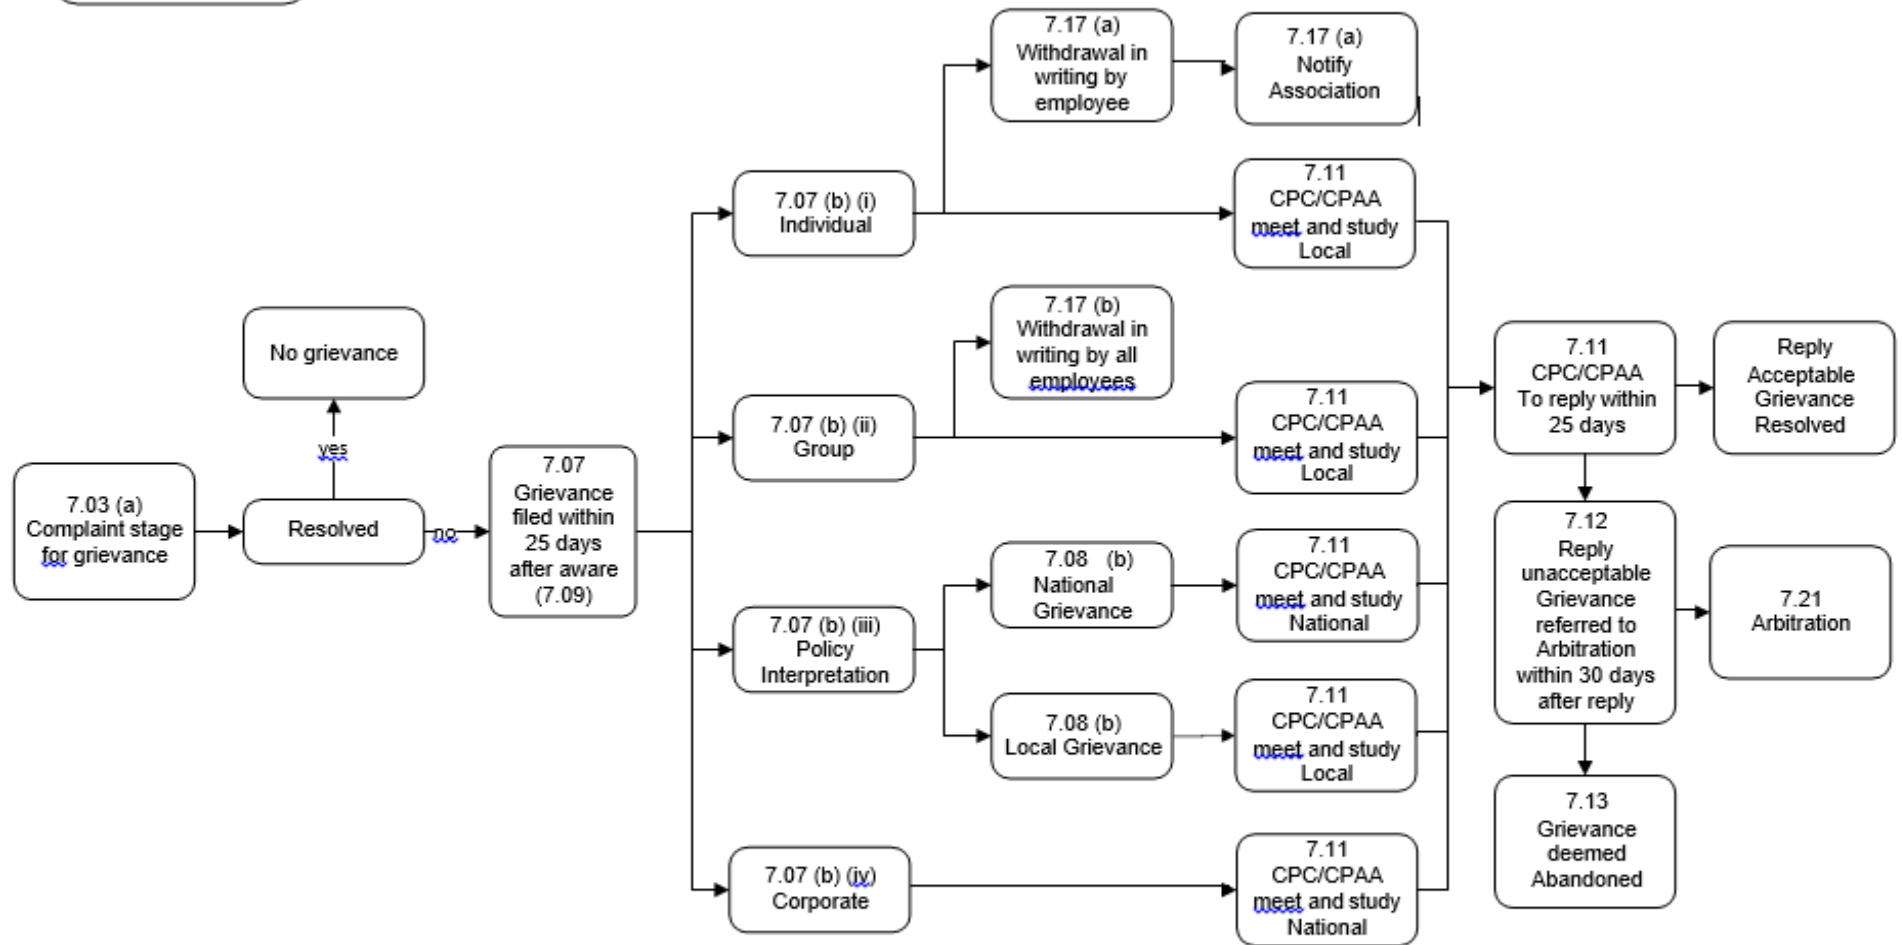 7.17 (a)
Withdrawal in
writing by
employee
7.17 (a)
Notify
Association
7.07 (b) (i)
Individual
7.11
CPC/CPAA
meet and study
Local
No grievance
yes
7.03 (a)
Complaint stage
for grievance
Resolved
no
7.07
Grievance
filed within
25 days
after aware
(7.09)
7.17 (b)
Withdrawal in
writing by all
employees
7.07 (b) (ii)
Group
7.11
CPC/CPAA
meet and study
Local
7.07 (b) (iii)
Policy
Interpretation
7.08 (b)
National
Grievance
7.11
CPC/CPAA
meet and study
National
7.08 (b)
Local Grievance
7.11
CPC/CPAA
meet and study
Local
7.07 (b) (iv)
Corporate
7.11
CPC/CPAA
meet and study
National
7.11
CPC/CPAA
To reply within
25 days
Reply
Acceptable
Grievance
Resolved
7.12
Reply
unacceptable
Grievance
referred to
Arbitration
within 30 days
after reply
7.21
Arbitration
7.13
Grievance
deemed
Abandoned